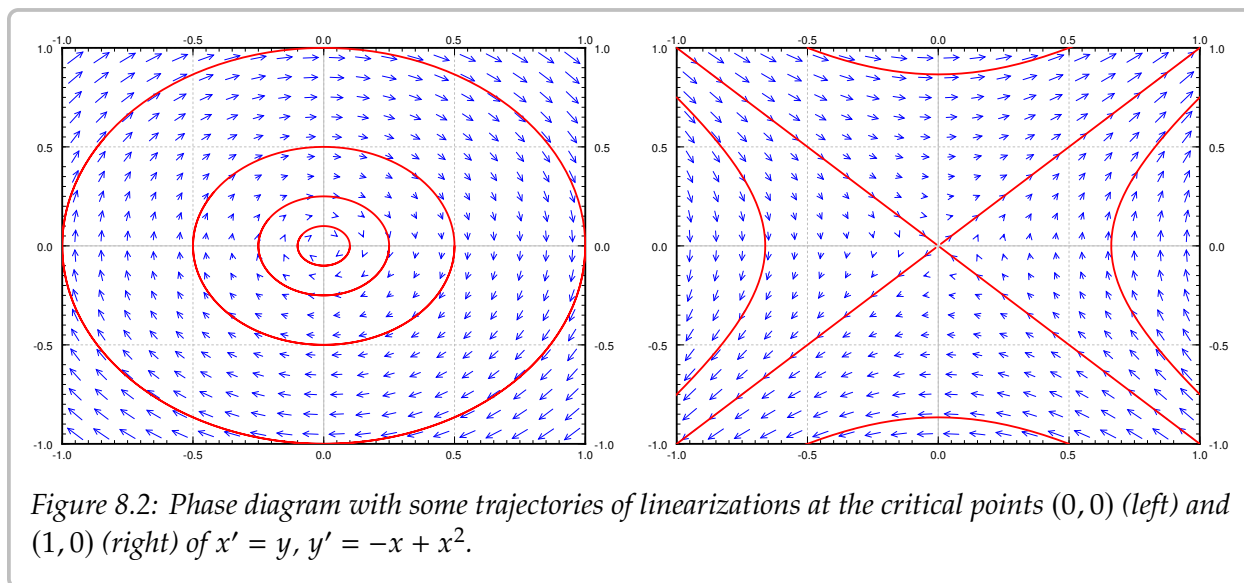 -1.0 -0.5 0.0 0.5 1.0 -1.0 -0.5 0.0 0.5 1.0
1.0 1.0 1.0 1.0
0.5 0.5 0.5 0.5
0.0 0.0 0.0 0.0
-0.5 -0.5 -0.5 -0.5
-1.0 -1.0 -1.0 -1.0
-1.0 -0.5 0.0 0.5 1.0 -1.0 -0.5 0.0 0.5 1.0
Figure 8.2: Phase diagram with some trajectories of linearizations at the critical points (0, 0) (left) and
(1, 0) (right) of x′ = y, y′ = −x + x².